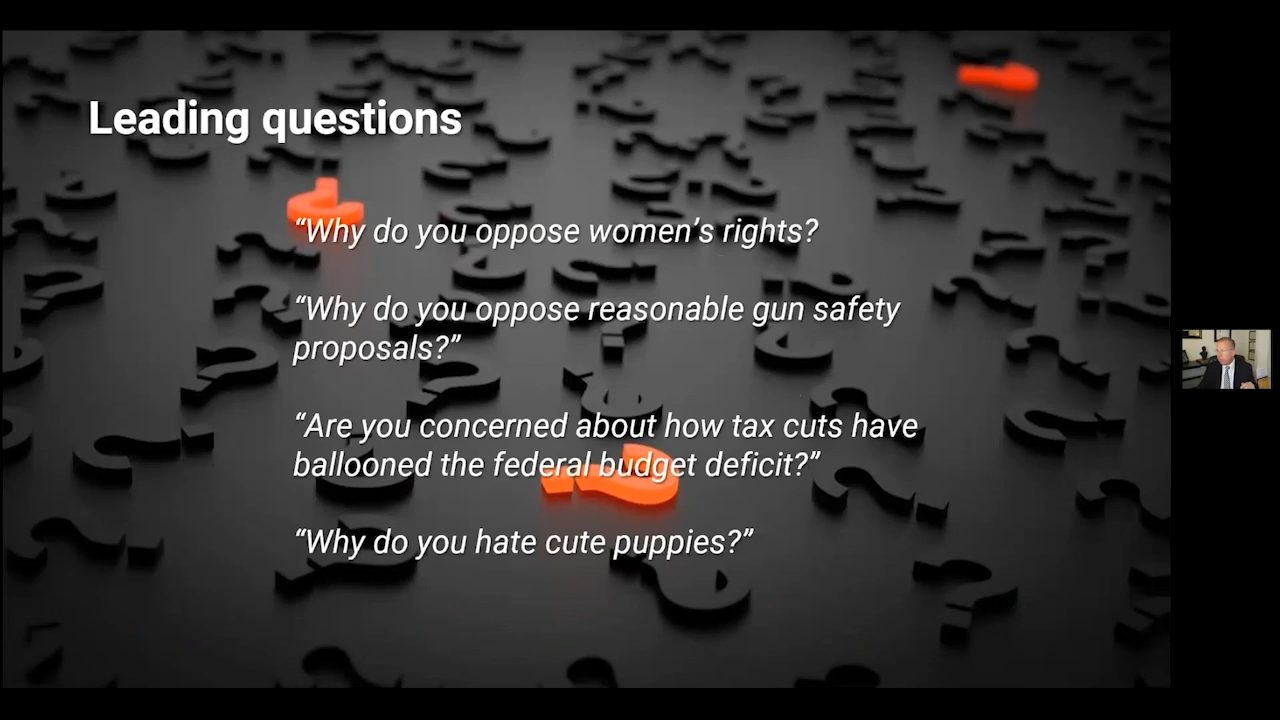 Leading questions
“Why do you oppose women’s rights?
“Why do you oppose reasonable gun safety
proposals?”
“Are you concerned about how tax cuts have
ballooned the federal budget deficit?”
“Why do you hate cute puppies?”